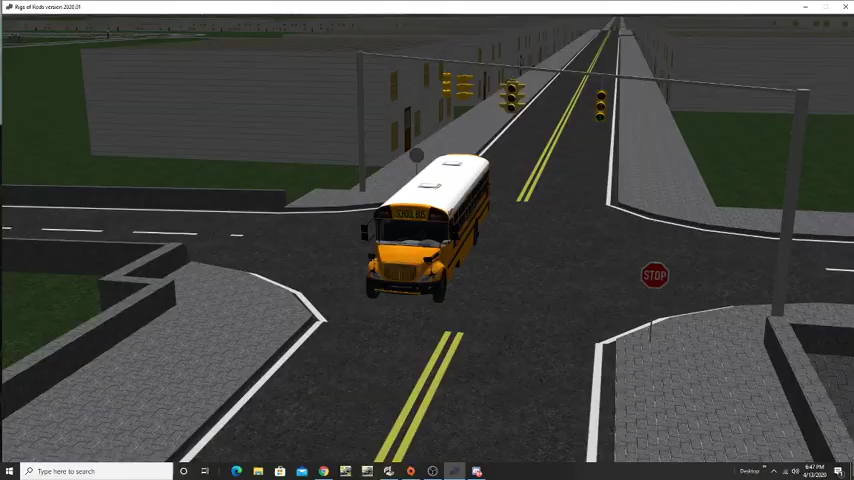 Rigs of Rods version 2020.01
SCHOOL BUS
STOP
Type here to search
Desktop
6:47 PM
4/13/2020